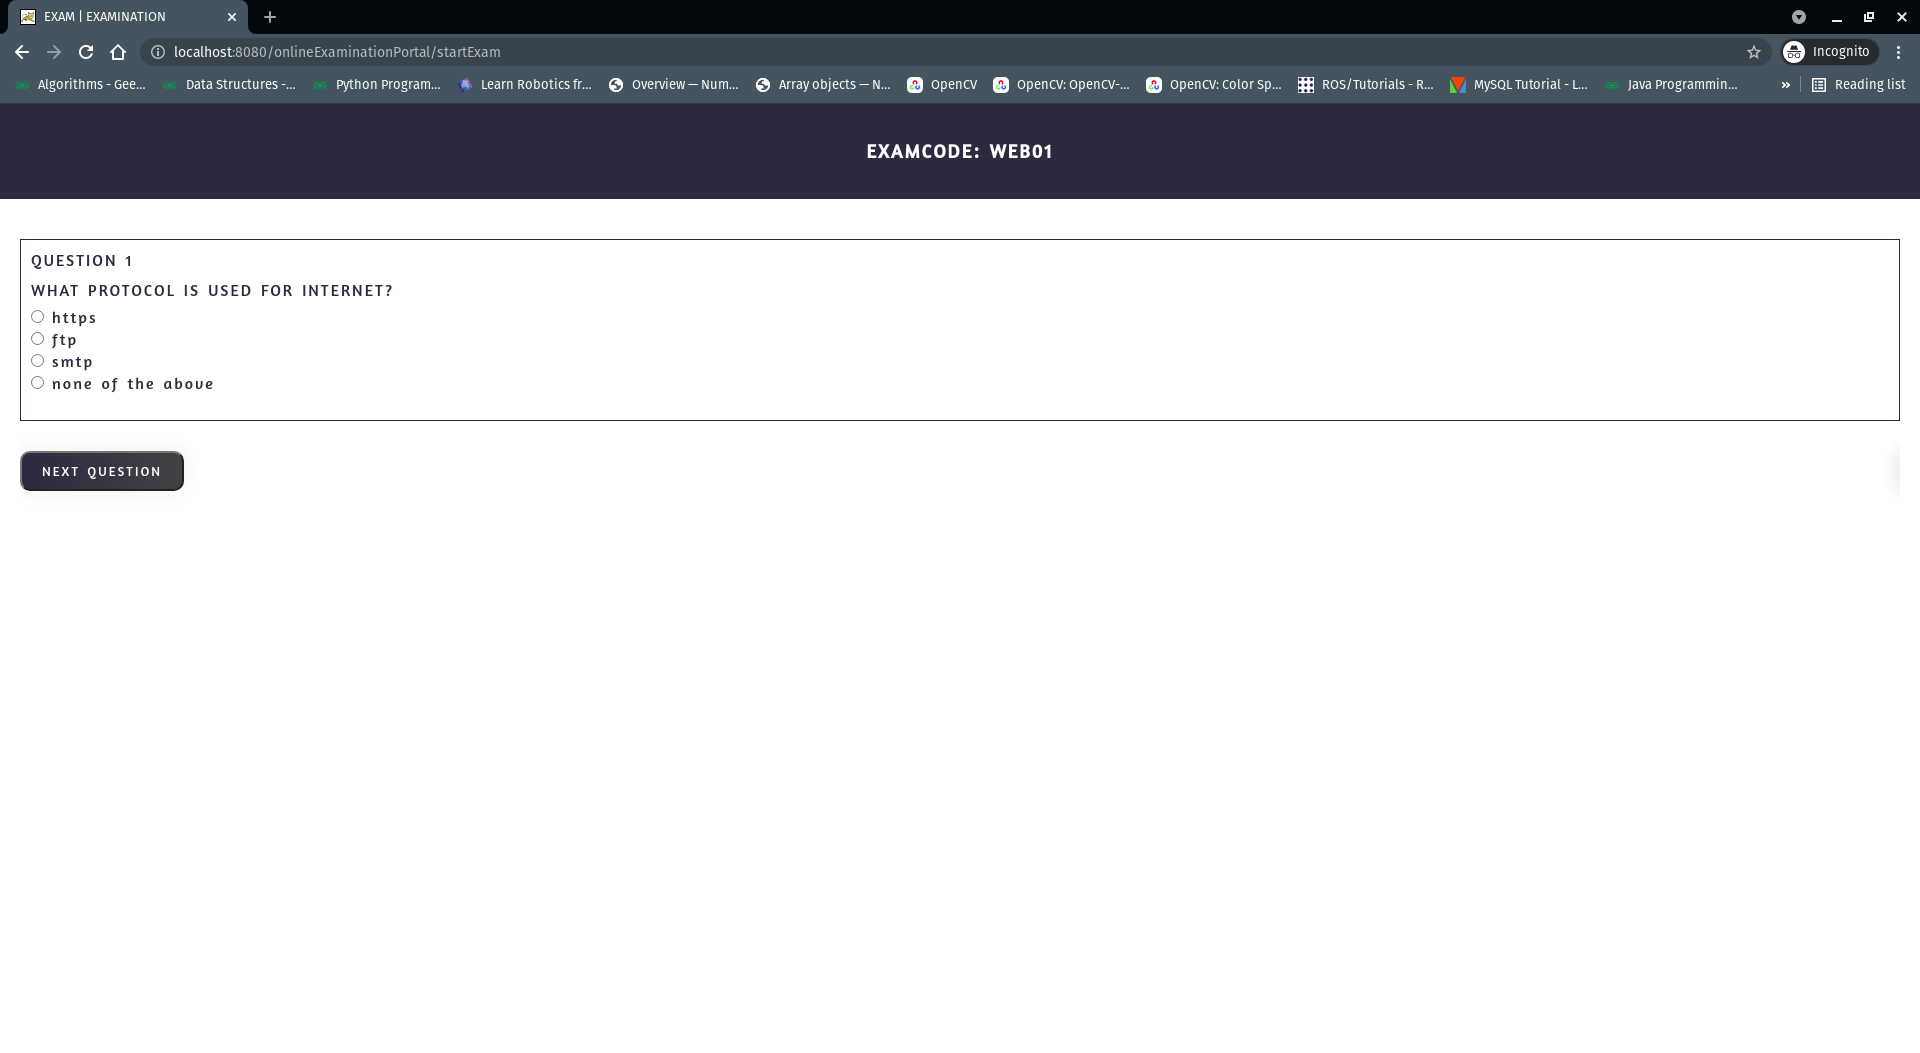 EXAM | EXAMINATION
localhost:8080/onlineExaminationPortal/startExam
Incognito
Algorithms - Gee...
Data Structures -...
Python Program...
Learn Robotics fr...
Overview — Num...
Array objects — N...
OpenCV
OpenCV: OpenCV-...
OpenCV: Color Sp...
ROS/Tutorials - R...
MySQL Tutorial - L...
Java Programmin...
»
Reading list
EXAMCODE: WEB01
QUESTION 1
WHAT PROTOCOL IS USED FOR INTERNET?
https
ftp
smtp
none of the above
NEXT QUESTION